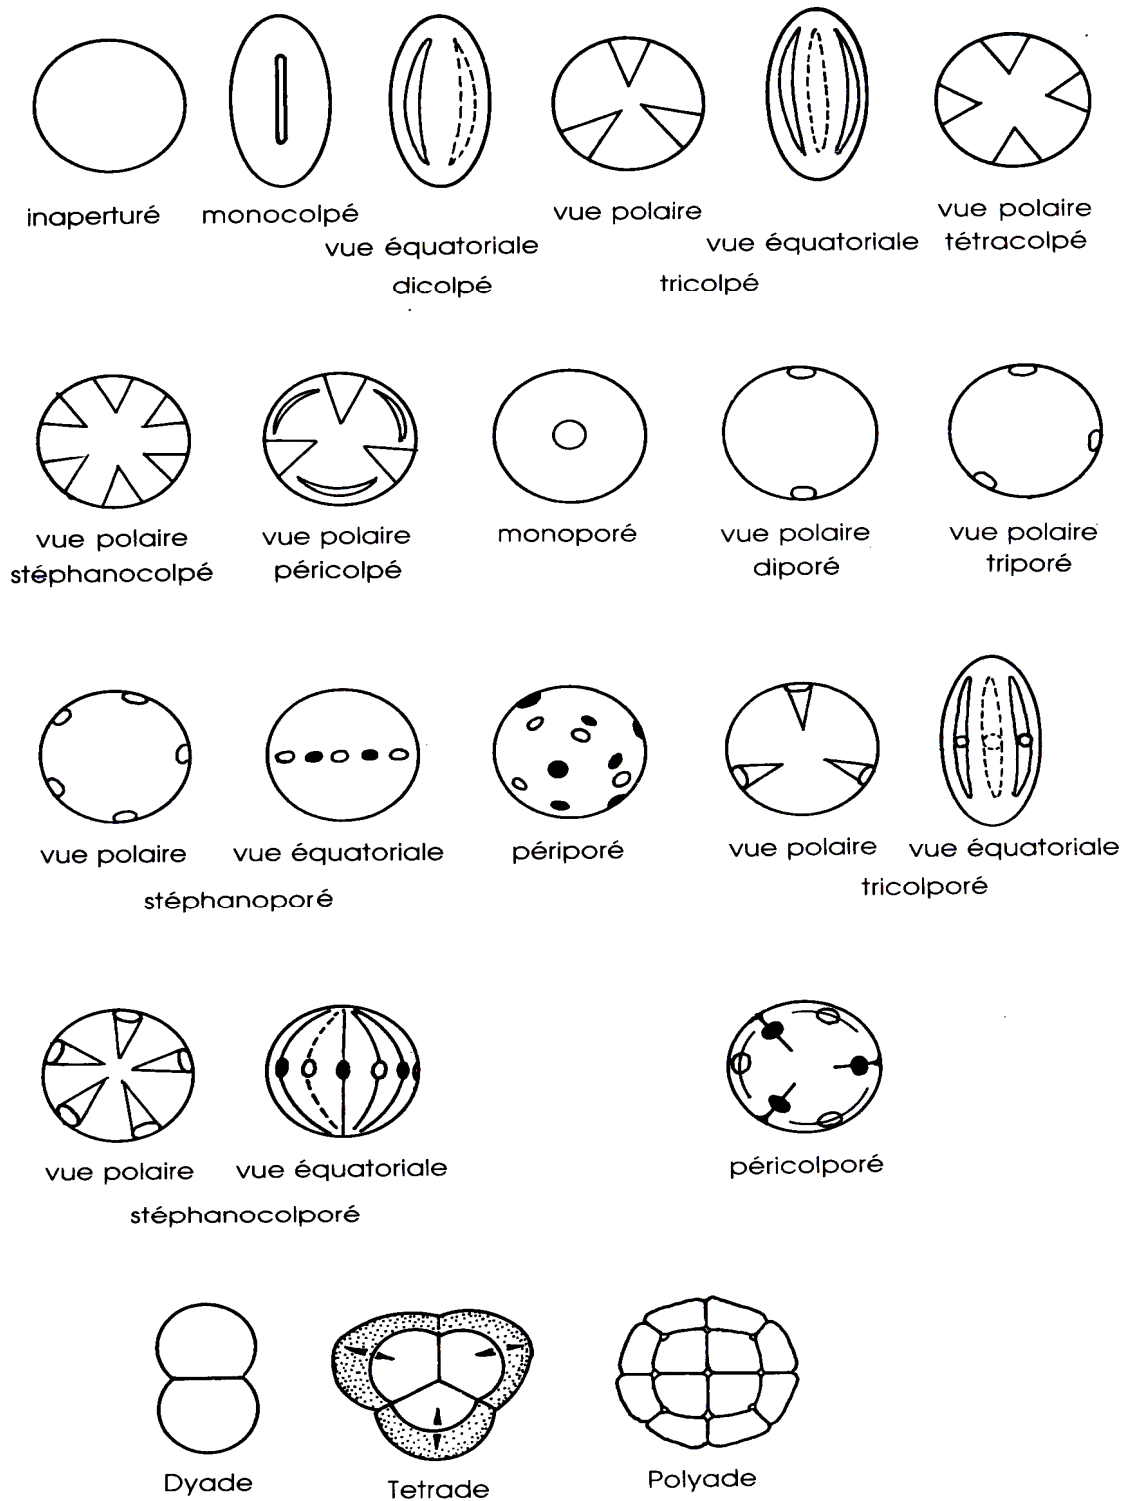 inaperturé
monocolpé
vue équatoriale
dicolpé
vue polaire
vue équatoriale
tricolpé
vue polaire
tétracolpé
vue polaire
stéphanocolpé
vue polaire
péricolpé
monoporé
vue polaire
diporé
vue polaire
triporé
vue polaire
vue équatoriale
stéphanoporé
périporé
vue polaire
vue équatoriale
tricolporé
vue polaire
vue équatoriale
stéphanocolporé
péricolporé
Dyade
Tetrade
Polyade